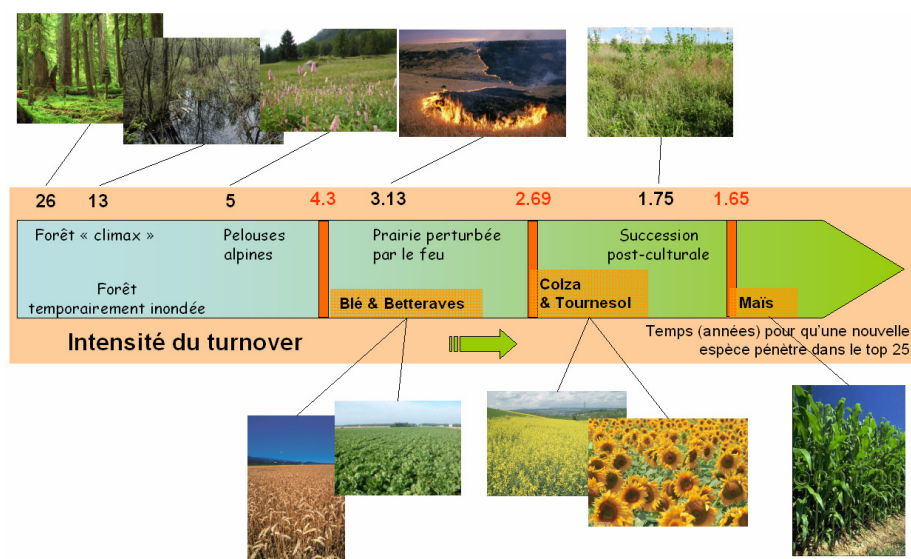 26 13 5 4.3 3.13 2.69 1.75 1.65
Forêt « climax »
Pelouses
alpines
Prairie perturbée
par le feu
Succession
post-culturale
Forêt
temporairement inondée
Blé & Betteraves
Colza
& Tournesol
Maïs
Intensité du turnover
Temps (années) pour qu'une nouvelle
espèce pénètre dans le top 25